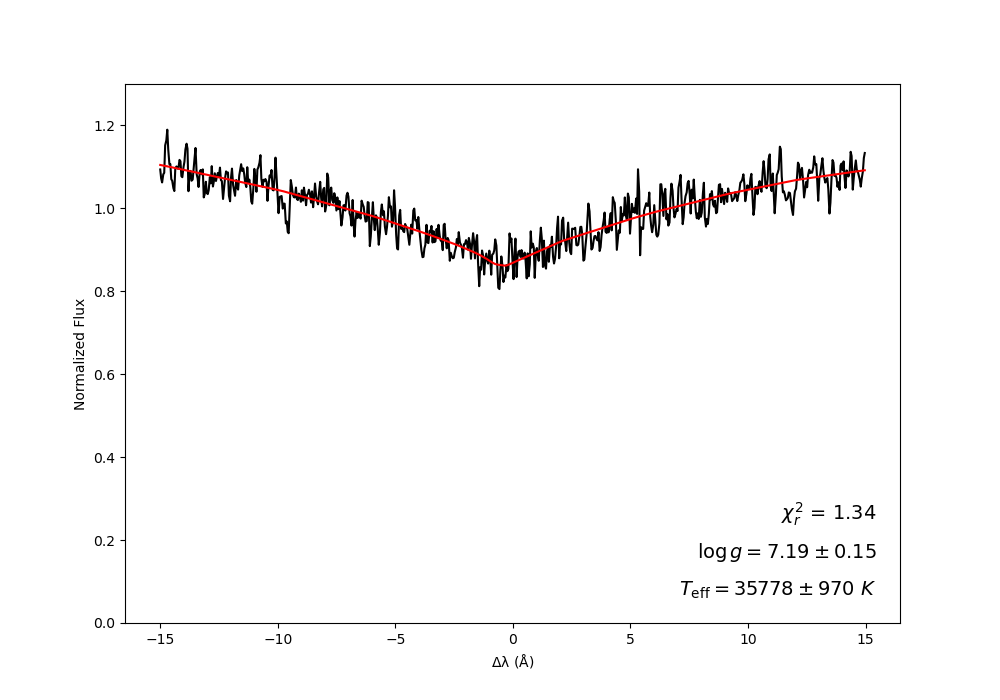 1.2
1.0
0.8
0.6
0.4
0.2
0.0
Normalized Flux
χ²ᵣ = 1.34
log g = 7.19 ± 0.15
T_eff = 35778 ± 970 K
−15 −10 −5 0 5 10 15
Δλ (Å)